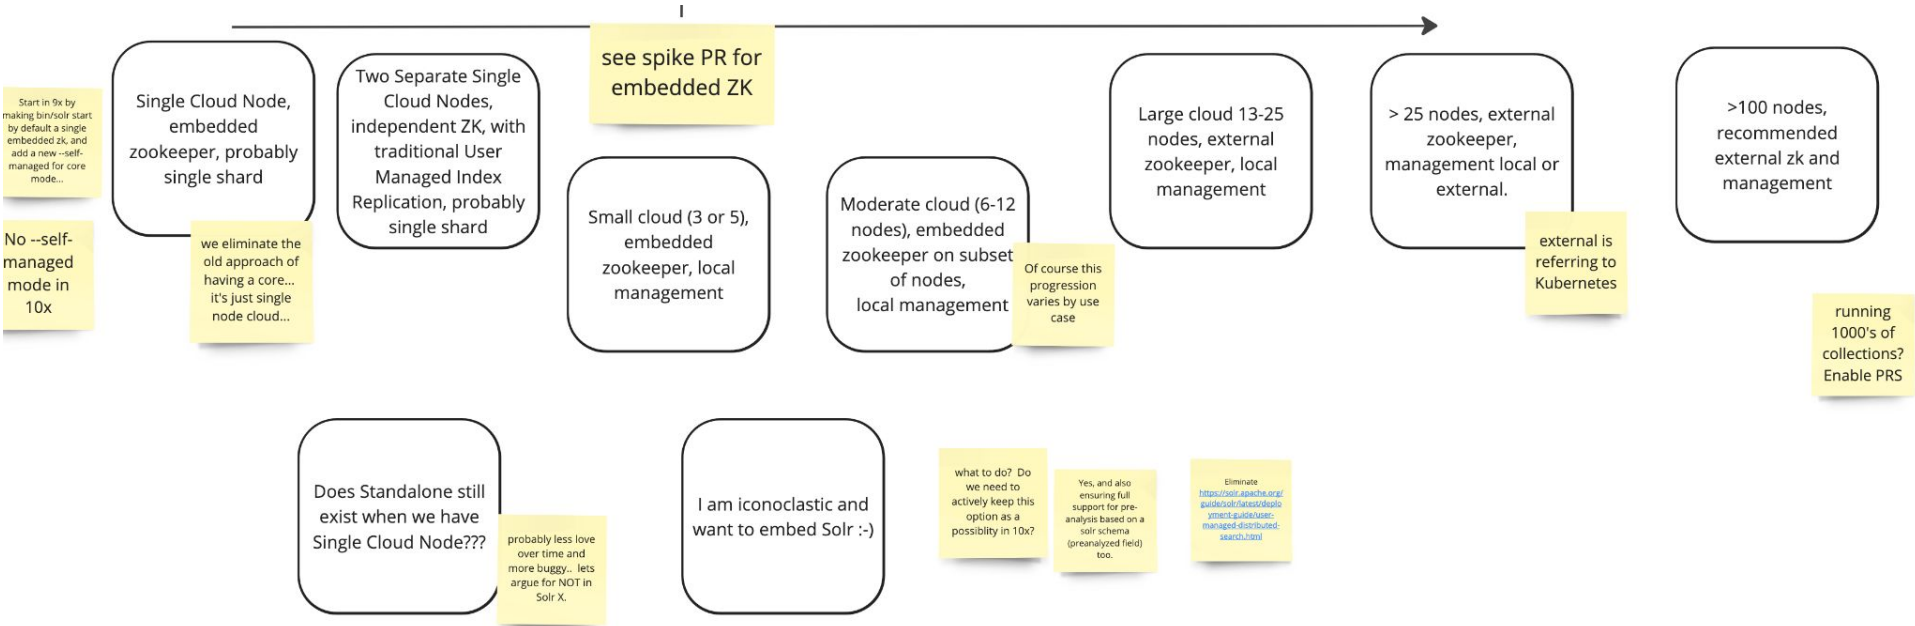 Start in 9x by
making bin/solr start
by default a single
embedded zk, and
add a new --self-
managed for core
mode...
No --self-
managed
mode in
10x
Single Cloud Node,
embedded
zookeeper, probably
single shard
we eliminate the
old approach of
having a core...
it's just single
node cloud...
Two Separate Single
Cloud Nodes,
independent ZK, with
traditional User
Managed Index
Replication, probably
single shard
see spike PR for
embedded ZK
Small cloud (3 or 5),
embedded
zookeeper, local
management
Moderate cloud (6-12
nodes), embedded
zookeeper on subset
of nodes,
local management
Of course this
progression
varies by use
case
Large cloud 13-25
nodes, external
zookeeper, local
management
> 25 nodes, external
zookeeper,
management local or
external.
external is
referring to
Kubernetes
>100 nodes,
recommended
external zk and
management
running
1000's of
collections?
Enable PRS
Does Standalone still
exist when we have
Single Cloud Node???
probably less love
over time and
more buggy.. lets
argue for NOT in
Solr X.
I am iconoclastic and
want to embed Solr :-)
what to do? Do
we need to
actively keep this
option as a
possiblity in 10x?
Yes, and also
ensuring full
support for pre-
analysis based on a
solr schema
(preanalyzed field)
too.
Eliminate
https://solr.apache.org/
guide/solr/latest/deplo
yment-guide/user-
managed-distributed-
search.html